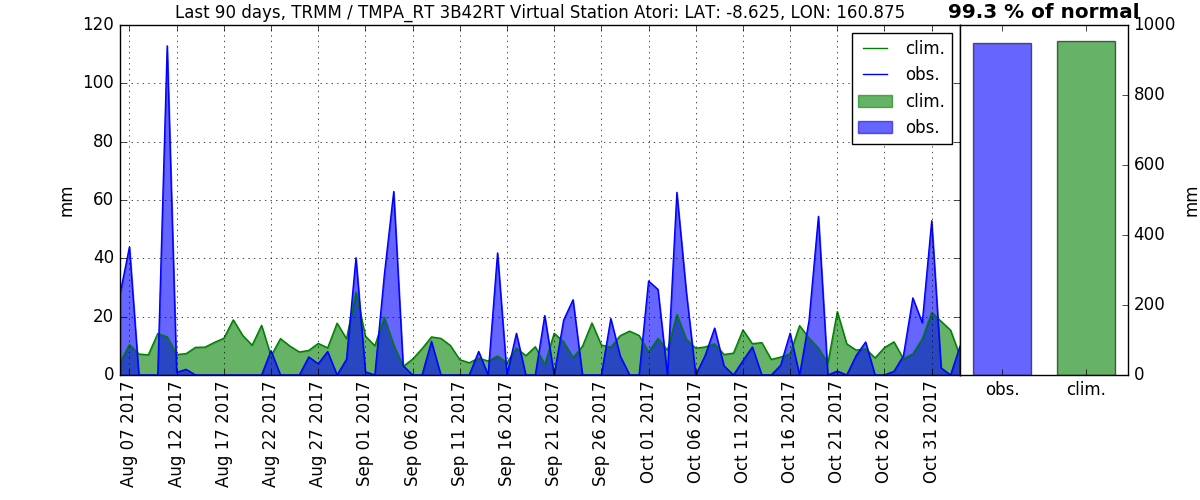 Last 90 days, TRMM / TMPA_RT 3B42RT Virtual Station Atori: LAT: -8.625, LON: 160.875
99.3 % of normal
120
100
80
60
40
20
0
mm
clim.
obs.
clim.
obs.
1000
800
600
400
200
0
mm
obs.
clim.
Aug 07 2017
Aug 12 2017
Aug 17 2017
Aug 22 2017
Aug 27 2017
Sep 01 2017
Sep 06 2017
Sep 11 2017
Sep 16 2017
Sep 21 2017
Sep 26 2017
Oct 01 2017
Oct 06 2017
Oct 11 2017
Oct 16 2017
Oct 21 2017
Oct 26 2017
Oct 31 2017